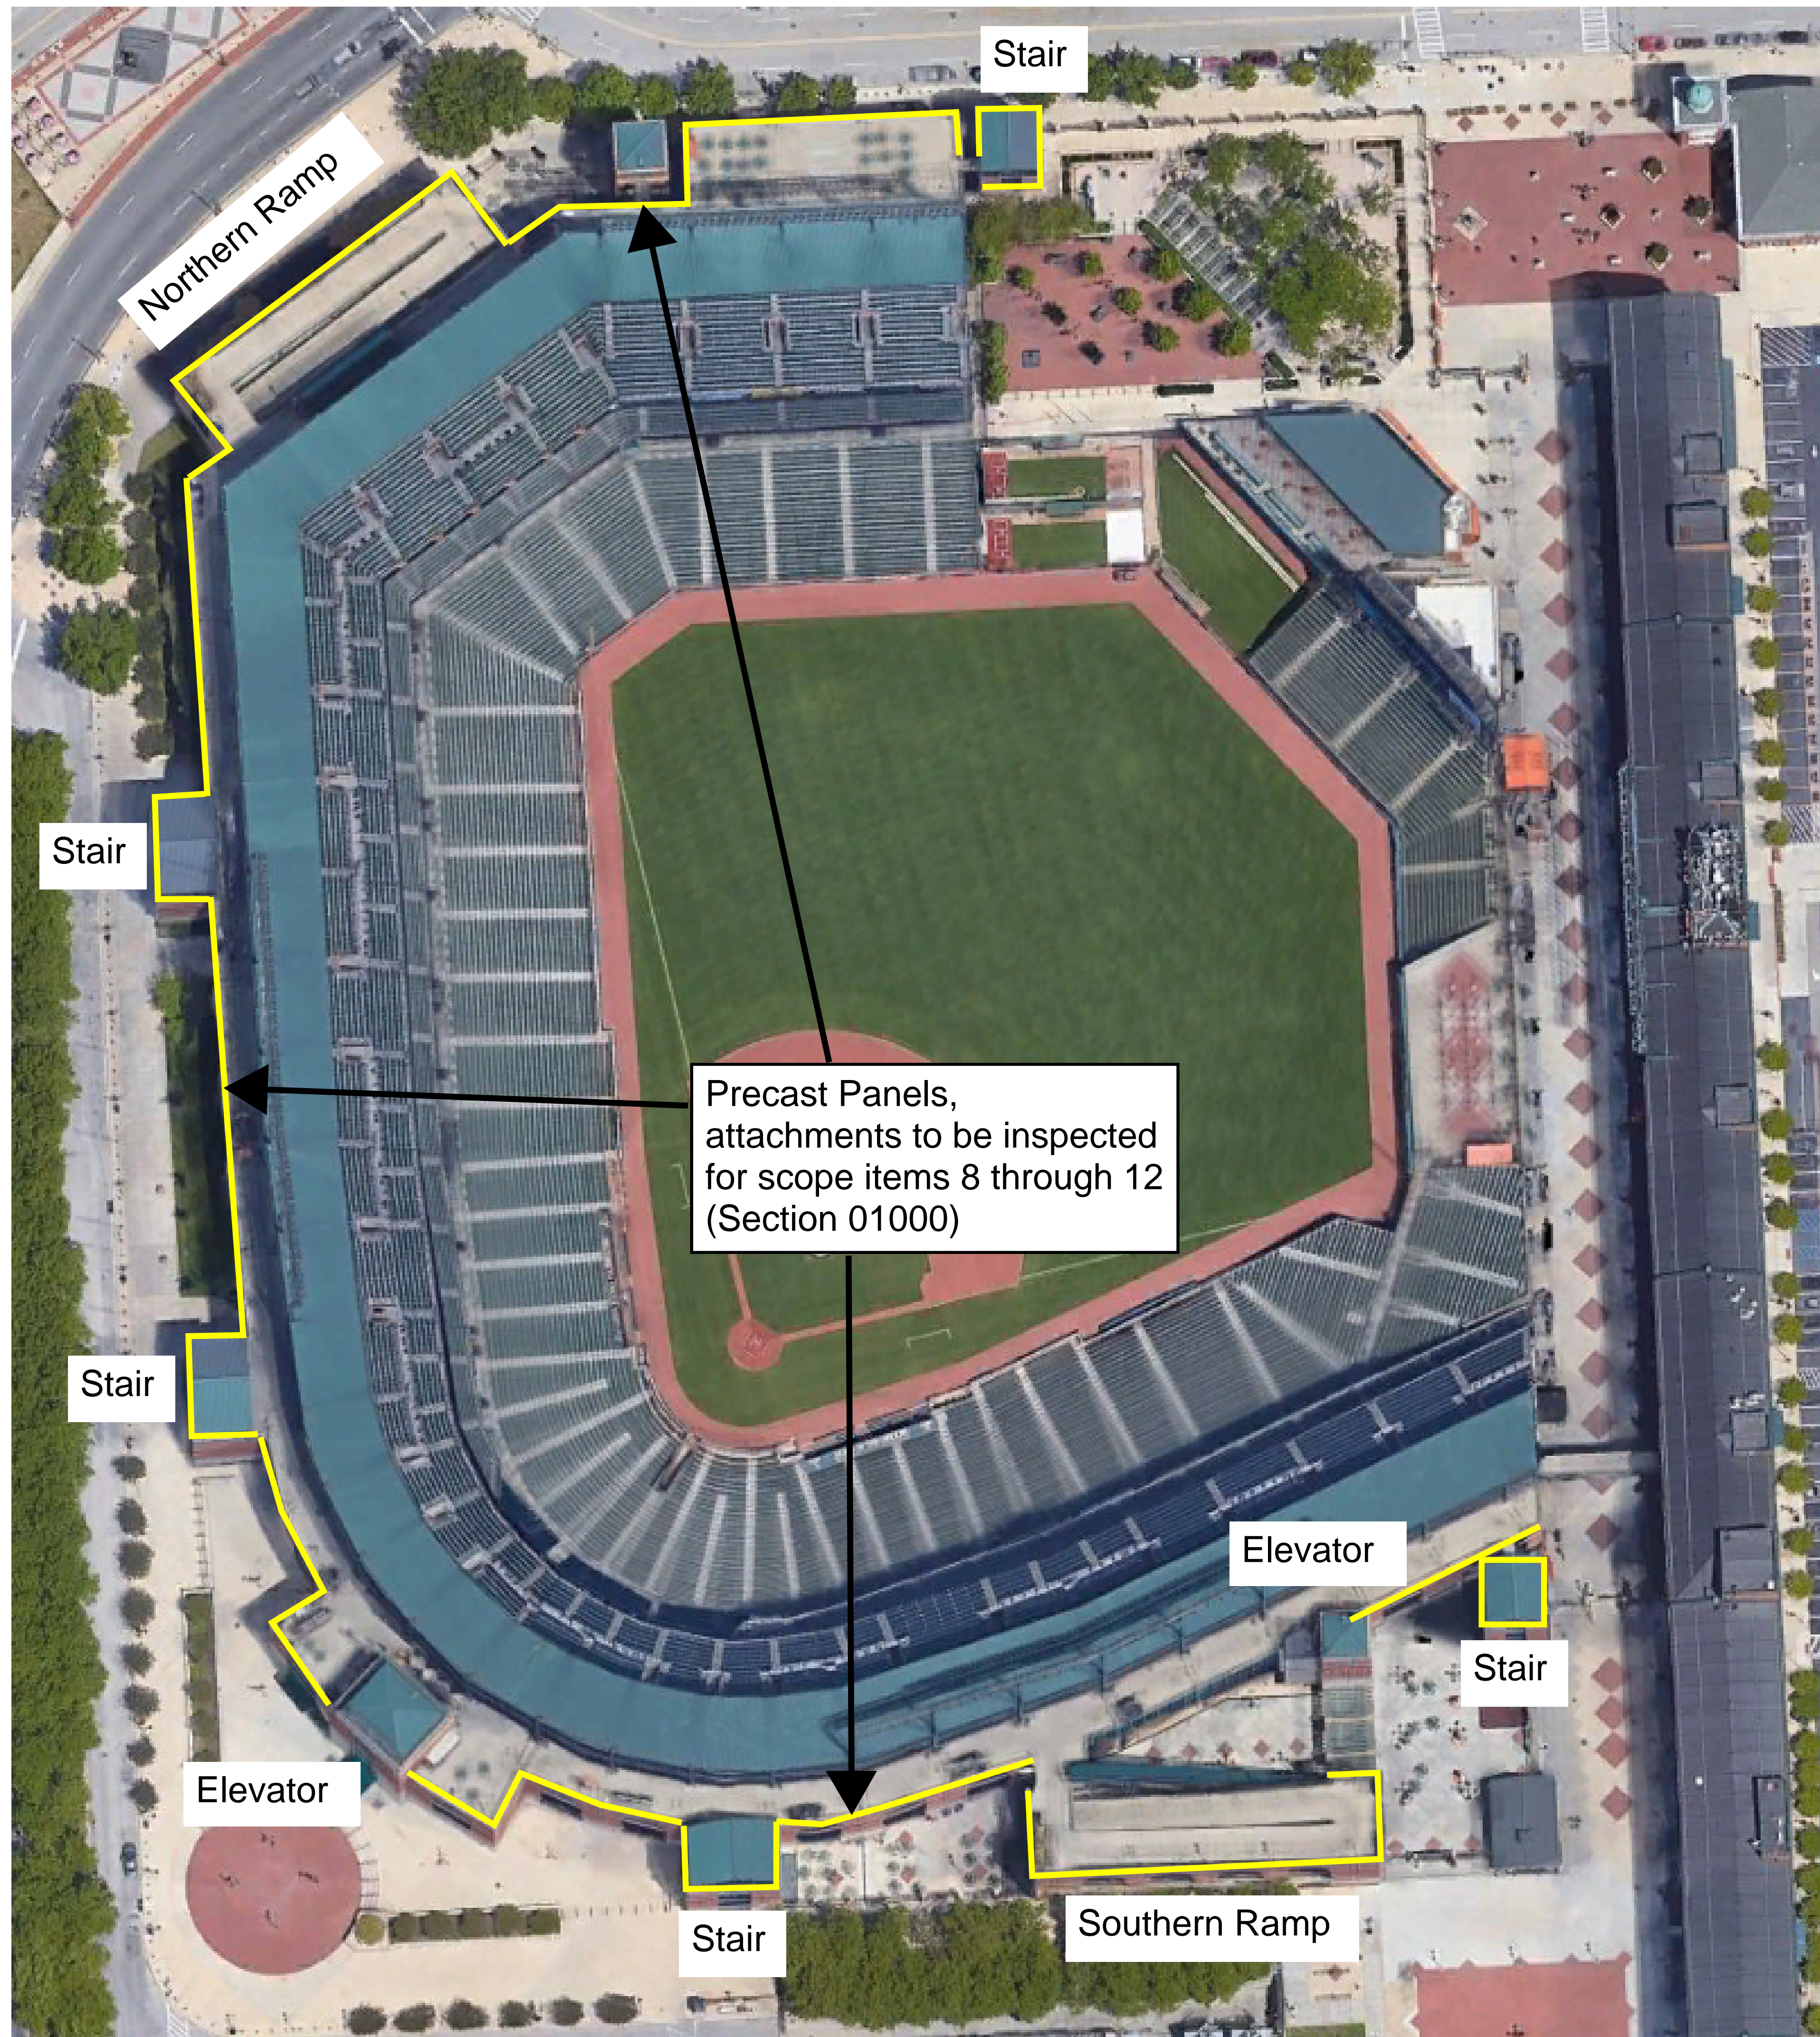 Stair
Northern Ramp
Stair
Precast Panels,
attachments to be inspected
for scope items 8 through 12
(Section 01000)
Stair
Elevator
Stair
Elevator
Southern Ramp
Stair